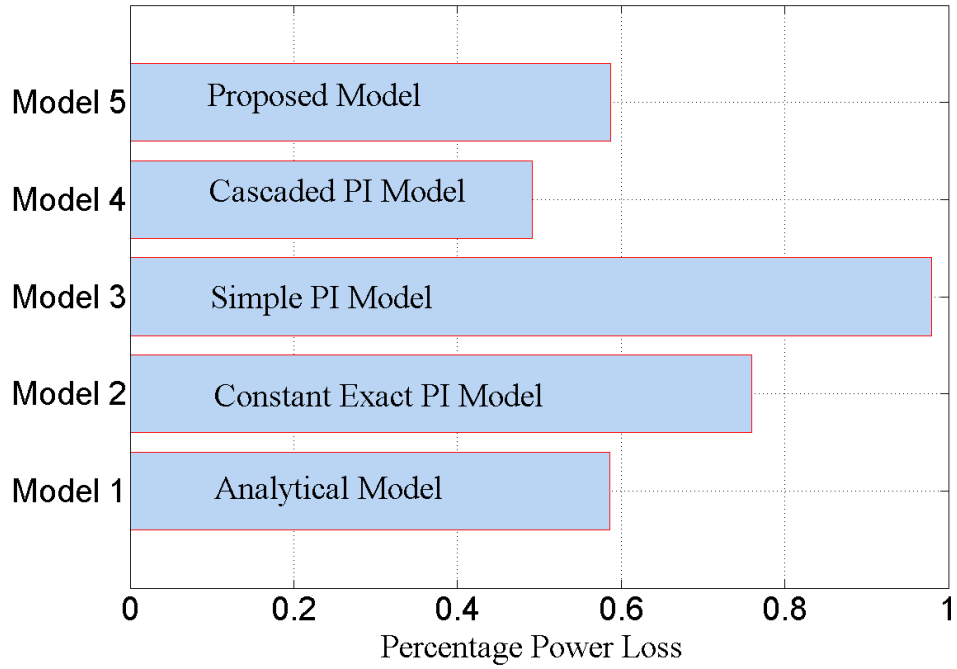 Model 5
Proposed Model
Model 4
Cascaded PI Model
Model 3
Simple PI Model
Model 2
Constant Exact PI Model
Model 1
Analytical Model
0 0.2 0.4 0.6 0.8 1
Percentage Power Loss